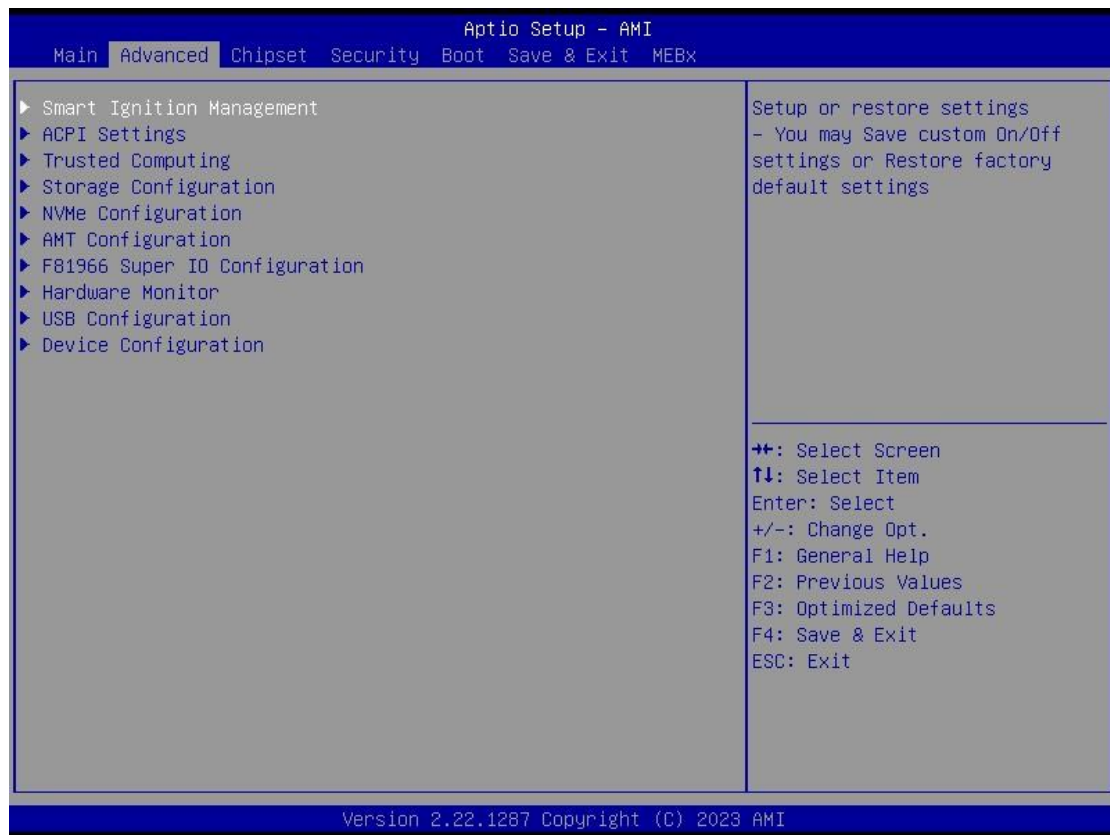 Aptio Setup – AMI
Main Advanced Chipset Security Boot Save & Exit MEBx
▶ Smart Ignition Management
▶ ACPI Settings
▶ Trusted Computing
▶ Storage Configuration
▶ NVMe Configuration
▶ AMT Configuration
▶ F81966 Super IO Configuration
▶ Hardware Monitor
▶ USB Configuration
▶ Device Configuration
Setup or restore settings
– You may Save custom On/Off
settings or Restore factory
default settings
→←: Select Screen
↑↓: Select Item
Enter: Select
+/-: Change Opt.
F1: General Help
F2: Previous Values
F3: Optimized Defaults
F4: Save & Exit
ESC: Exit
Version 2.22.1287 Copyright (C) 2023 AMI